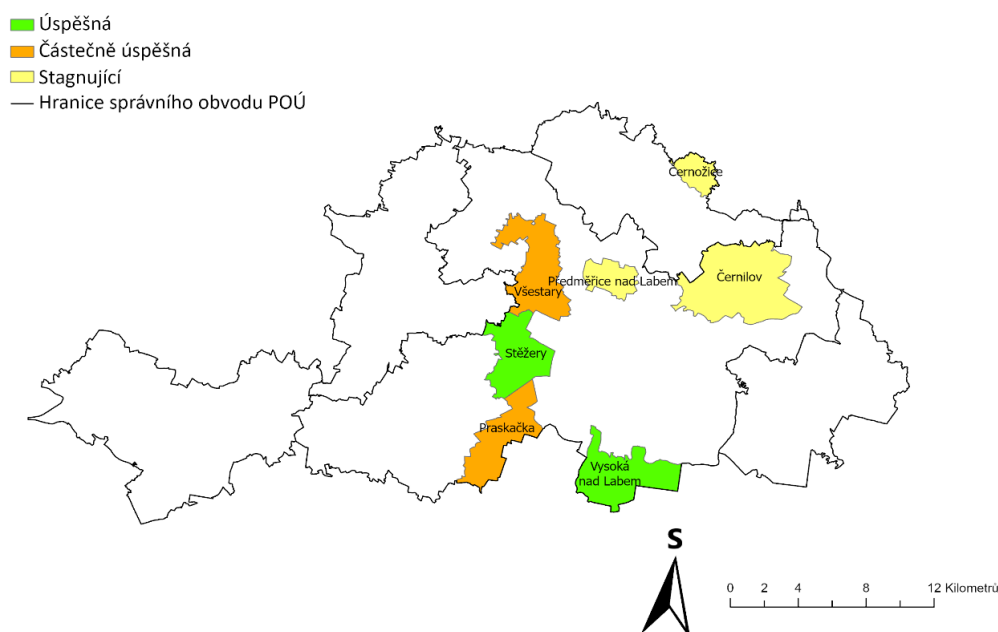 Úspěšná
Částečně úspěšná
Stagnující
Hranice správního obvodu POÚ
Černožice
Předměřice nad Labem
Černilov
Všestary
Stěžery
Praskačka
Vysoká
nad Labem
S
0 2 4 8 12 Kilometrů